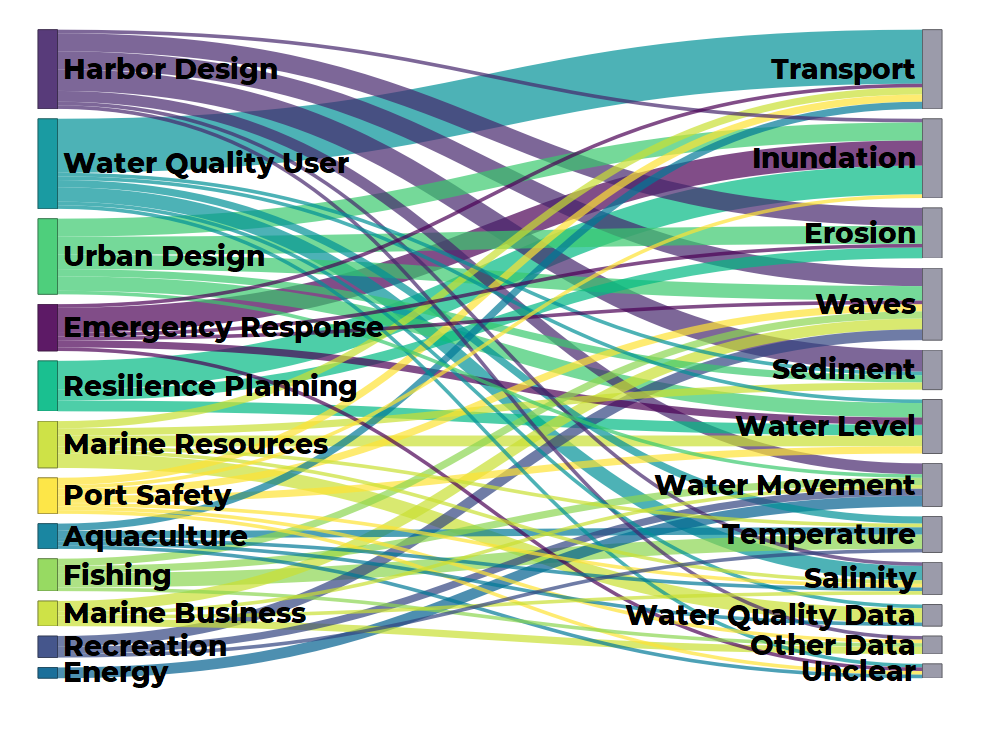 Harbor Design
Water Quality User
Urban Design
Emergency Response
Resilience Planning
Marine Resources
Port Safety
Aquaculture
Fishing
Marine Business
Recreation
Energy
Transport
Inundation
Erosion
Waves
Sediment
Water Level
Water Movement
Temperature
Salinity
Water Quality Data
Other Data
Unclear